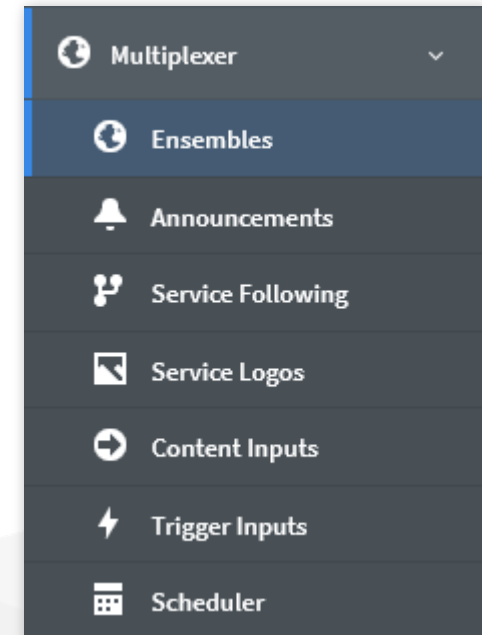 Multiplexer
Ensembles
Announcements
Service Following
Service Logos
Content Inputs
Trigger Inputs
Scheduler